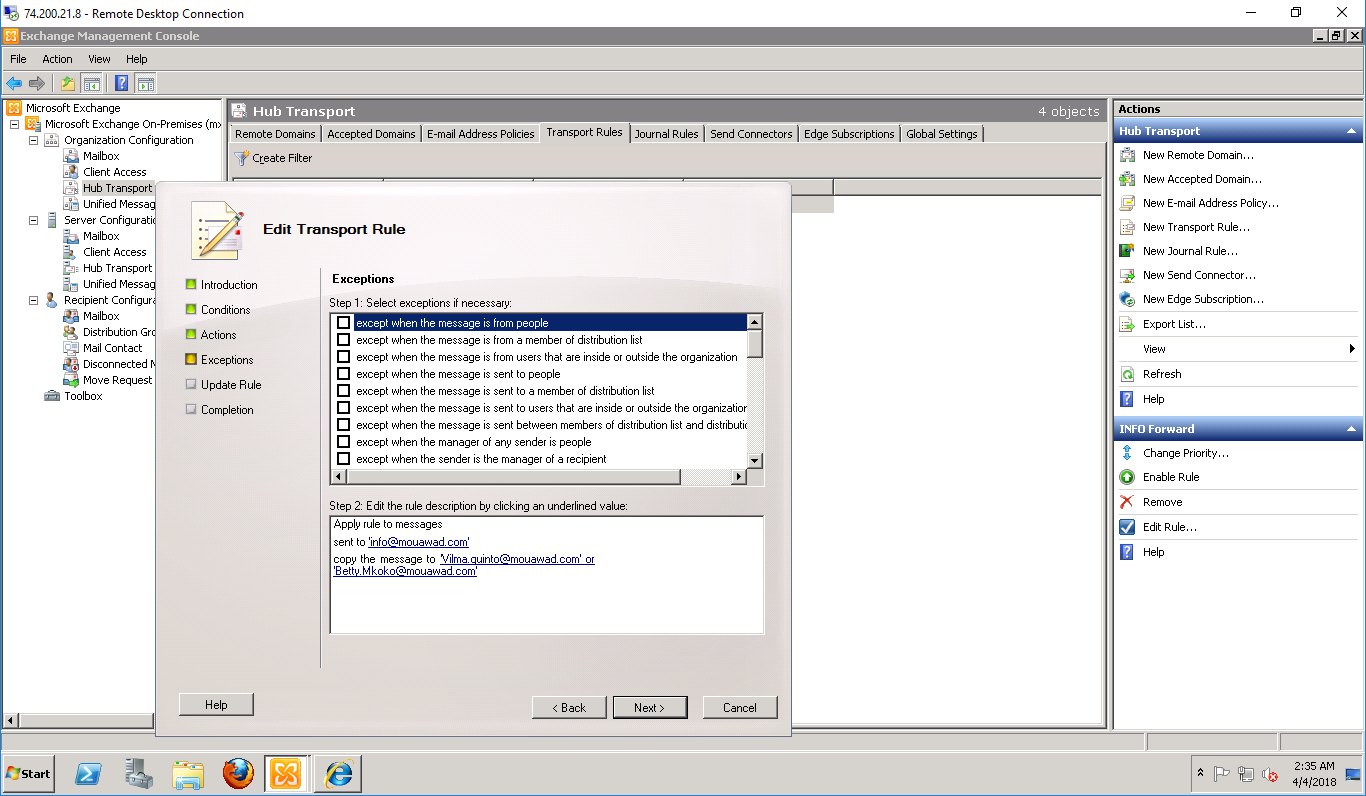 74.200.21.8 - Remote Desktop Connection
Exchange Management Console
File Action View Help
Microsoft Exchange
Microsoft Exchange On-Premises (mx
Organization Configuration
Mailbox
Client Access
Hub Transport
Unified Messag
Server Configuratio
Mailbox
Client Access
Hub Transport
Unified Messag
Recipient Configura
Mailbox
Distribution Gro
Mail Contact
Disconnected M
Move Request
Toolbox
Hub Transport 4 objects
Remote Domains Accepted Domains E-mail Address Policies Transport Rules Journal Rules Send Connectors Edge Subscriptions Global Settings
Create Filter
Edit Transport Rule
Introduction
Conditions
Actions
Exceptions
Update Rule
Completion
Exceptions
Step 1: Select exceptions if necessary:
except when the message is from people
except when the message is from a member of distribution list
except when the message is from users that are inside or outside the organization
except when the message is sent to people
except when the message is sent to a member of distribution list
except when the message is sent to users that are inside or outside the organization
except when the message is sent between members of distribution list and distributio
except when the manager of any sender is people
except when the sender is the manager of a recipient
Step 2: Edit the rule description by clicking an underlined value:
Apply rule to messages
sent to 'info@mouawad.com'
copy the message to 'Vilma.quinto@mouawad.com' or
'Betty.Mkoko@mouawad.com'
Help
< Back Next > Cancel
Actions
Hub Transport
New Remote Domain...
New Accepted Domain...
New E-mail Address Policy...
New Transport Rule...
New Journal Rule...
New Send Connector...
New Edge Subscription...
Export List...
View
Refresh
Help
INFO Forward
Change Priority...
Enable Rule
Remove
Edit Rule...
Help
Start
2:35 AM
4/4/2018